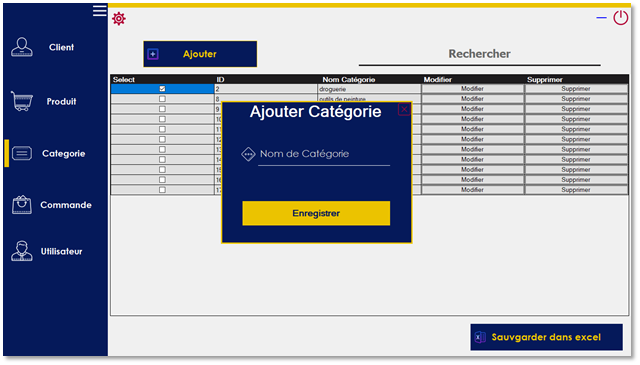 Client
Produit
Categorie
Commande
Utilisateur
Ajouter
Rechercher
Select ID Nom Catégorie Modifier Supprimer
2 droguerie Modifier Supprimer
8 outils de peinture Modifier Supprimer
9 Modifier Supprimer
10 Modifier Supprimer
11 Modifier Supprimer
12 Modifier Supprimer
13 Modifier Supprimer
14 Modifier Supprimer
15 Modifier Supprimer
16 Modifier Supprimer
17 Modifier Supprimer
Ajouter Catégorie
Nom de Catégorie
Enregistrer
Sauvgarder dans excel